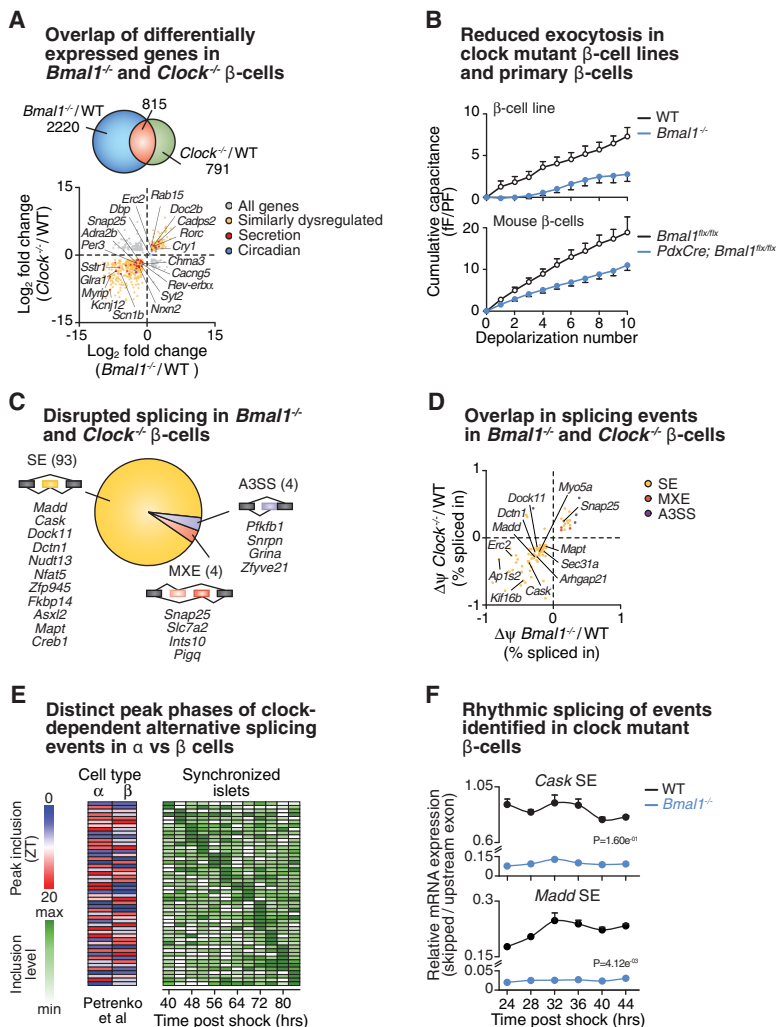 A
Overlap of differentially
expressed genes in
Bmal1-/- and Clock-/- β-cells
Bmal1-/-/WT
2220
815
Clock-/-/WT
791
Log2 fold change
(Clock-/-/WT)
15
0
-15
-15
0
15
Log2 fold change
(Bmal1-/-/WT )
Erc2
Rab15
Dbp
Doc2b
Snap25
Cadps2
Adra2b
Rorc
Per3
Cry1
Sstr1
Chrna3
Glra1
Cacng5
Myrip
Rev-erbα
Kcnj12
Syt2
Scn1b
Nrxn2
All genes
Similarly dysregulated
Secretion
Circadian
B
Reduced exocytosis in
clock mutant β-cell lines
and primary β-cells
Cumulative capacitance
(fF/PF)
β-cell line
10
5
0
WT
Bmal1-/-
Mouse β-cells
20
10
0
Bmal1flx/flx
PdxCre; Bmal1flx/flx
0 2 4 6 8 10
Depolarization number
C
Disrupted splicing in Bmal1-/-
and Clock-/- β-cells
SE (93)
Madd
Cask
Dock11
Dctn1
Nudt13
Nfat5
Zfp945
Fkbp14
Asxl2
Mapt
Creb1
A3SS (4)
Pfkfb1
Snrpn
Grina
Zfyve21
MXE (4)
Snap25
Slc7a2
Ints10
Pigq
D
Overlap in splicing events
in Bmal1-/- and Clock-/- β-cells
Δψ Clock-/-/WT
(% spliced in)
1
0
-1
-1
0
1
Δψ Bmal1-/-/WT
(% spliced in)
Myo5a
Dock11
Snap25
Dctn1
Madd
Erc2
Mapt
Sec31a
Ap1s2
Arhgap21
Kif16b
Cask
SE
MXE
A3SS
E
Distinct peak phases of clock-
dependent alternative splicing
events in α vs β cells
Cell type
α β
Synchronized
islets
Peak inclusion
(ZT)
0
20
Inclusion
level
max
min
Petrenko
et al
40 48 56 64 72 80
Time post shock (hrs)
F
Rhythmic splicing of events
identified in clock mutant
β-cells
Relative mRNA expression
(skipped / upstream exon)
Cask SE
1.05
0.6
0.15
0
P=1.60e-01
WT
Bmal1-/-
Madd SE
0.3
0.15
0.05
0
P=4.12e-03
24 28 32 36 40 44
Time post shock (hrs)